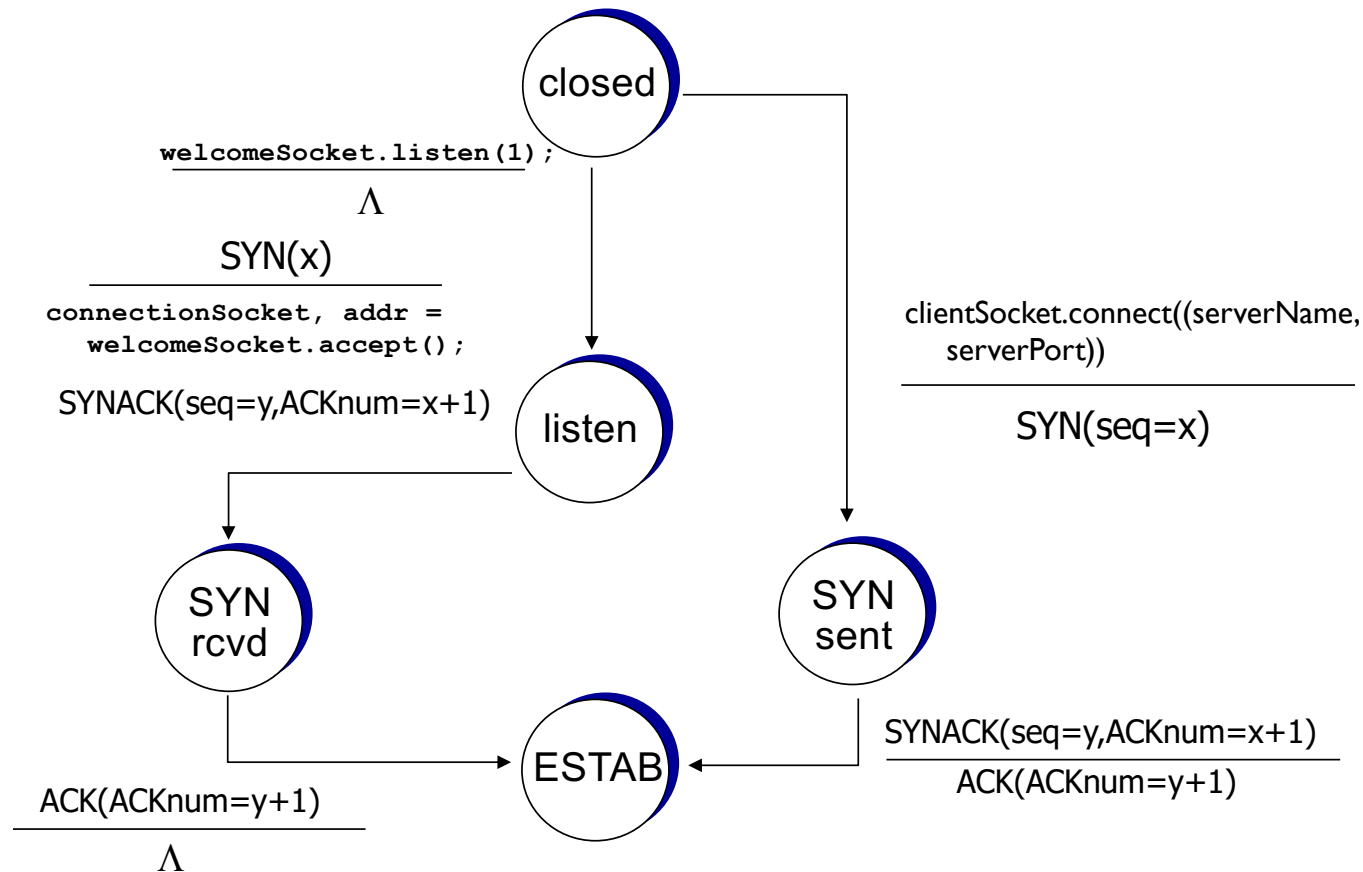 closed
welcomeSocket.listen(1);
Λ
SYN(x)
connectionSocket, addr =
welcomeSocket.accept();
SYNACK(seq=y,ACKnum=x+1)
listen
clientSocket.connect((serverName,
serverPort))
SYN(seq=x)
SYN
rcvd
SYN
sent
ESTAB
SYNACK(seq=y,ACKnum=x+1)
ACK(ACKnum=y+1)
ACK(ACKnum=y+1)
Λ